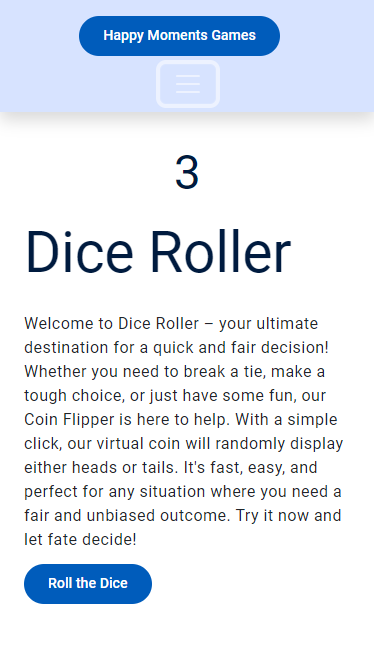 Happy Moments Games
3
Dice Roller
Welcome to Dice Roller – your ultimate
destination for a quick and fair decision!
Whether you need to break a tie, make a
tough choice, or just have some fun, our
Coin Flipper is here to help. With a simple
click, our virtual coin will randomly display
either heads or tails. It's fast, easy, and
perfect for any situation where you need a
fair and unbiased outcome. Try it now and
let fate decide!
Roll the Dice